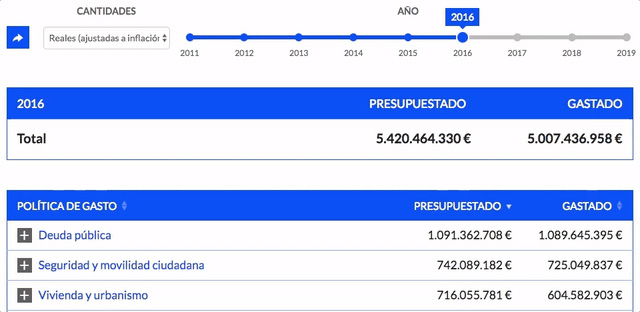 CANTIDADES AÑO
2016
Reales (ajustadas a inflación
2011 2012 2013 2014 2015 2016 2017 2018 2019
2016 PRESUPUESTADO GASTADO
Total 5.420.464.330 € 5.007.436.958 €
POLÍTICA DE GASTO PRESUPUESTADO GASTADO
Deuda pública 1.091.362.708 € 1.089.645.395 €
Seguridad y movilidad ciudadana 742.089.182 € 725.049.837 €
Vivienda y urbanismo 716.055.781 € 604.582.903 €